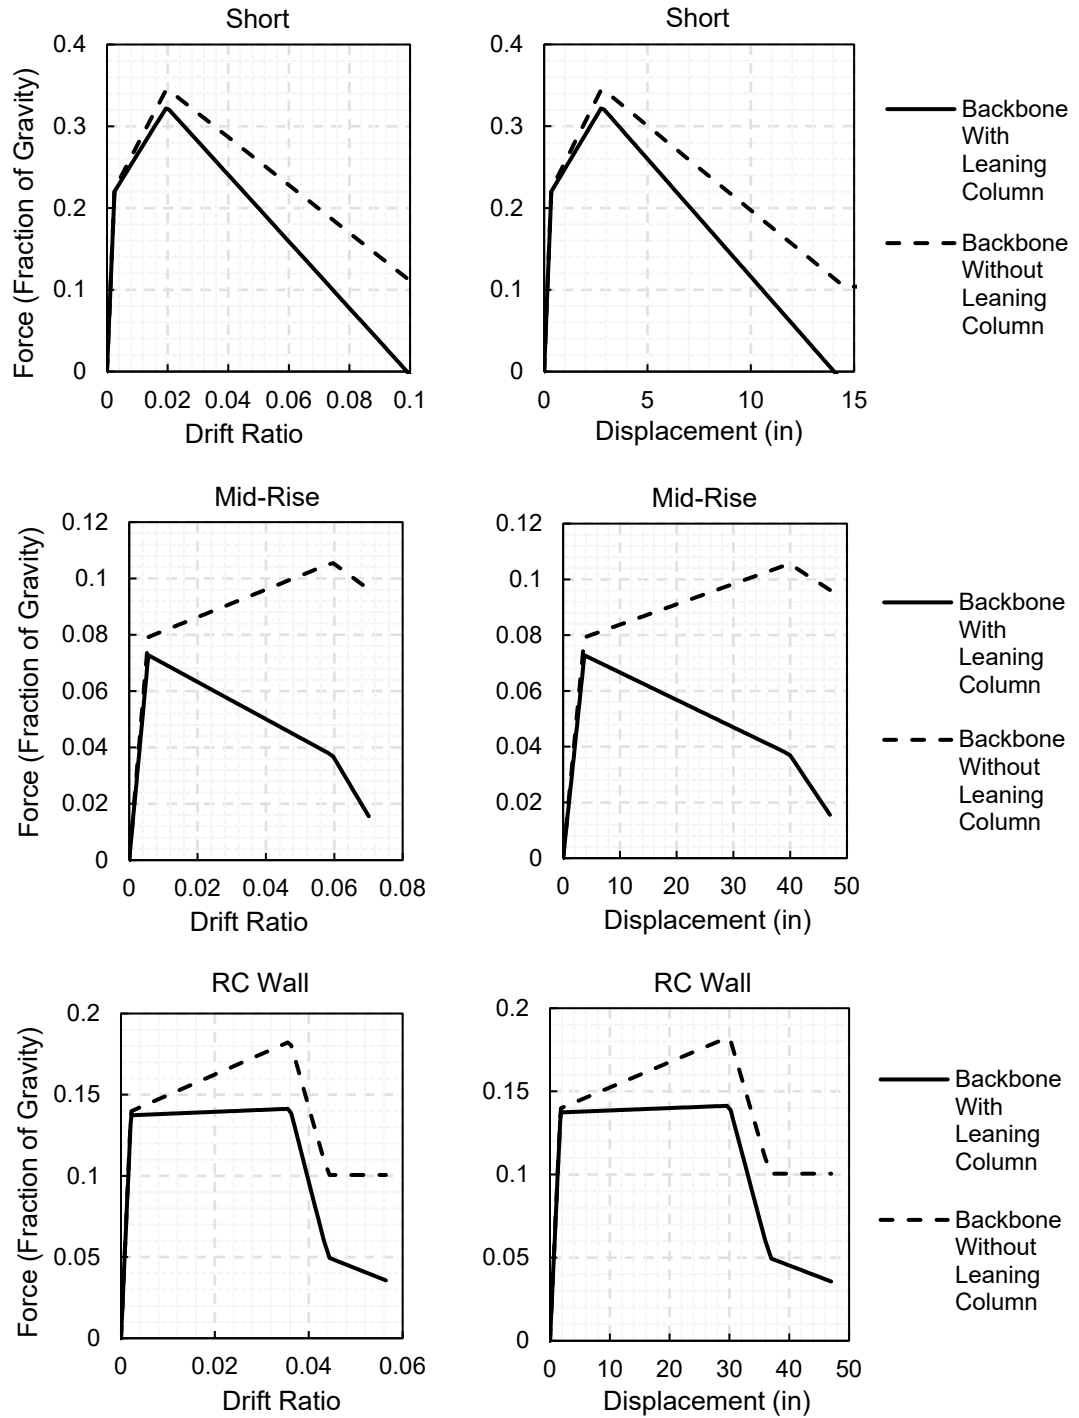 Short
Force (Fraction of Gravity)
0.4
0.3
0.2
0.1
0
0 0.02 0.04 0.06 0.08 0.1
Drift Ratio
0.4
0.3
0.2
0.1
0
0 5 10 15
Displacement (in)
Backbone
With
Leaning
Column
Backbone
Without
Leaning
Column
Mid-Rise
Force (Fraction of Gravity)
0.12
0.1
0.08
0.06
0.04
0.02
0
0 0.02 0.04 0.06 0.08
Drift Ratio
Mid-Rise
0.12
0.1
0.08
0.06
0.04
0.02
0
0 10 20 30 40 50
Displacement (in)
Backbone
With
Leaning
Column
Backbone
Without
Leaning
Column
RC Wall
Force (Fraction of Gravity)
0.2
0.15
0.1
0.05
0
0 0.02 0.04 0.06
Drift Ratio
RC Wall
0.2
0.15
0.1
0.05
0
0 10 20 30 40 50
Displacement (in)
Backbone
With
Leaning
Column
Backbone
Without
Leaning
Column
Short